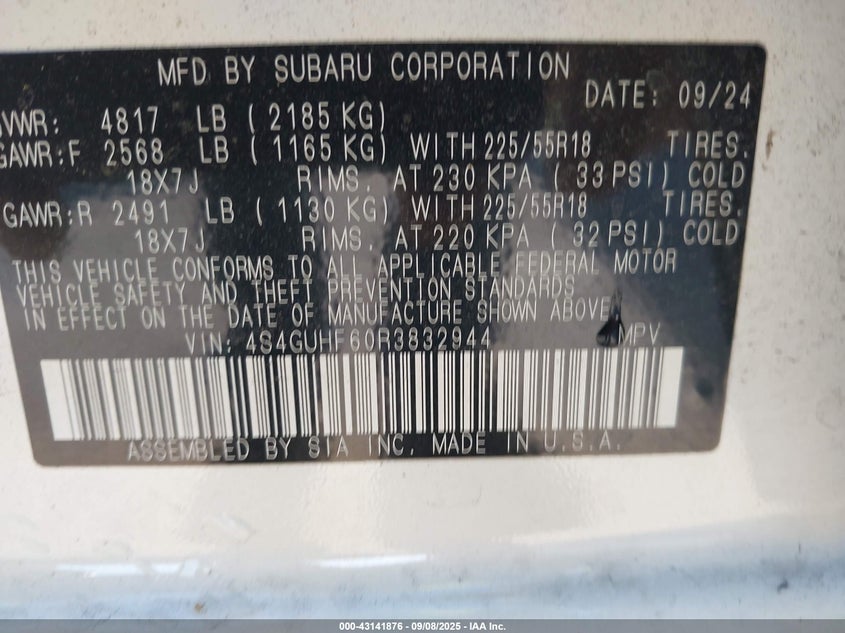 MFD BY SUBARU CORPORATION
DATE: 09/24
VWR: 4817 LB ( 2185 KG)
GAWR:F 2568 LB ( 1165 KG) WITH 225/55R18 TIRES.
18X7J RIMS. AT 230 KPA ( 33 PSI) COLD
GAWR:R 2491 LB ( 1130 KG) WITH 225/55R18 TIRES.
18X7J RIMS. AT 220 KPA ( 32 PSI) COLD
THIS VEHICLE CONFORMS TO ALL APPLICABLE FEDERAL MOTOR
VEHICLE SAFETY AND THEFT PREVENTION STANDARDS
IN EFFECT ON THE DATE OF MANUFACTURE SHOWN ABOVE
VIN: 4S4GUHF60R3832944 MPV
ASSEMBLED BY SIA INC. MADE IN U.S.A.
000-43141876 - 09/08/2025 - IAA Inc.